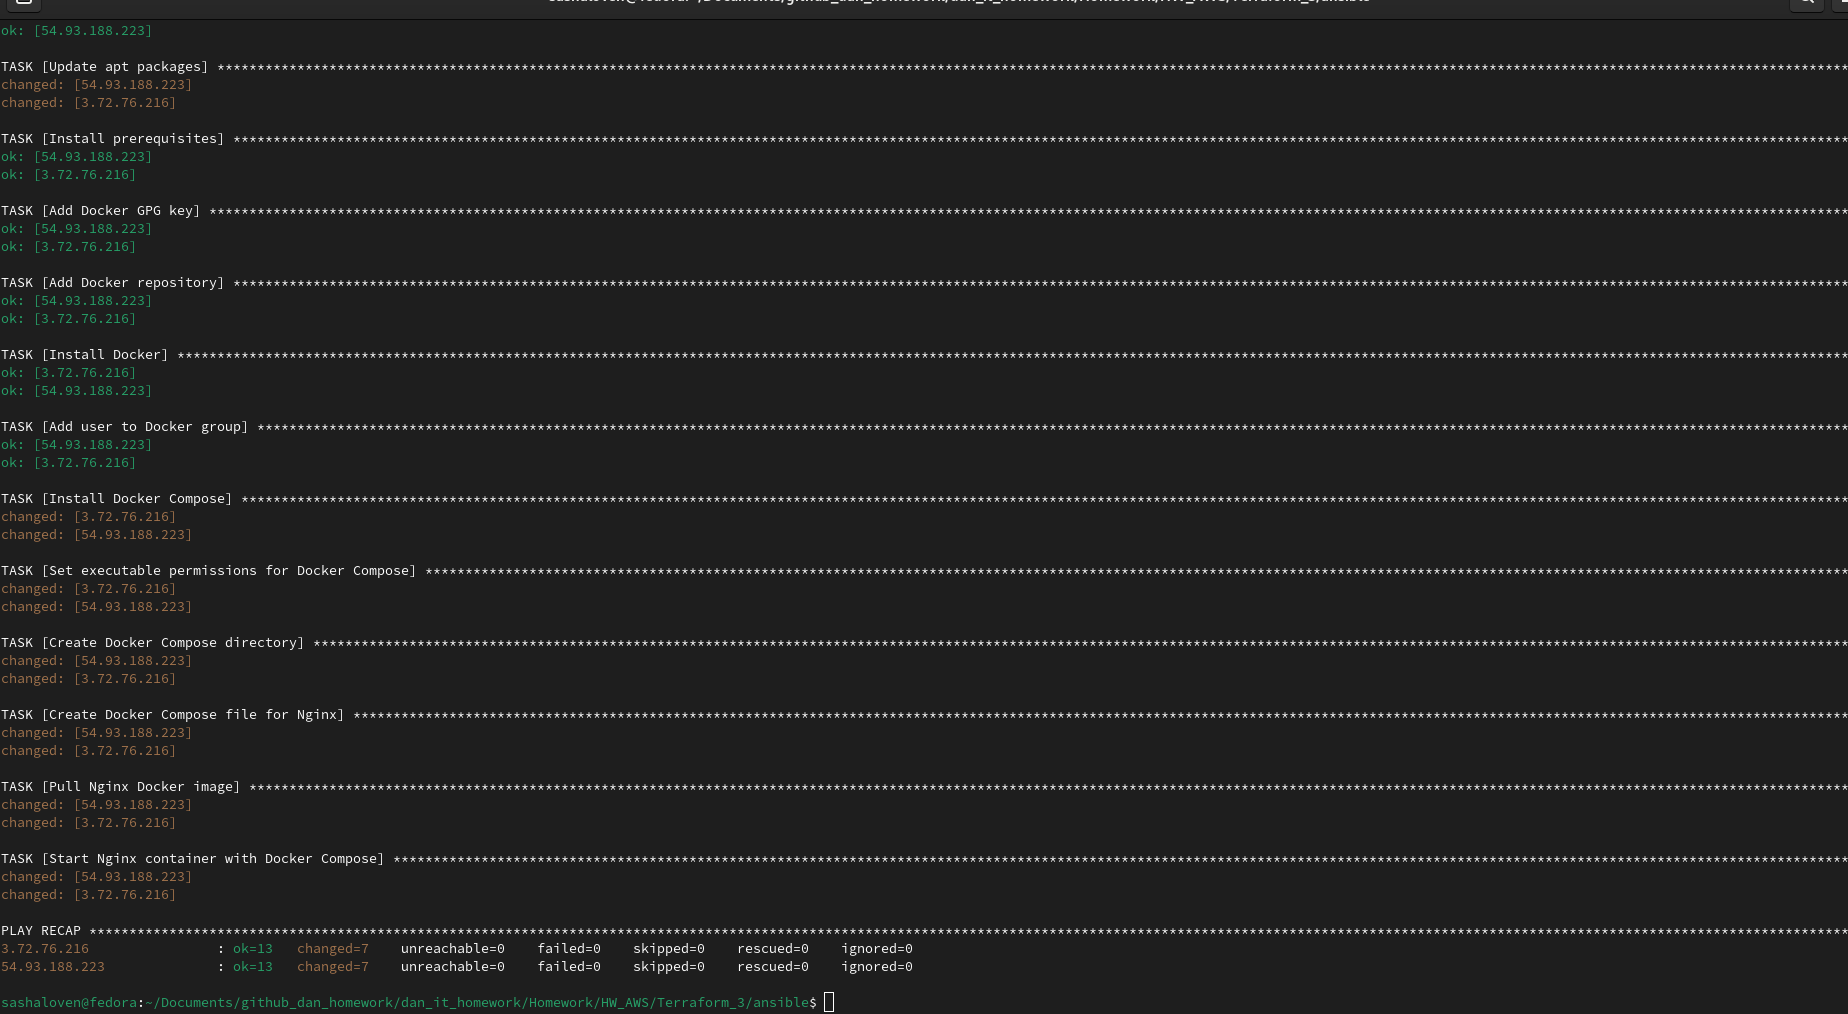 ok: [54.93.188.223]
TASK [Update apt packages] ****************************************************************************************************************************************************************************************************
changed: [54.93.188.223]
changed: [3.72.76.216]
TASK [Install prerequisites] **************************************************************************************************************************************************************************************************
ok: [54.93.188.223]
ok: [3.72.76.216]
TASK [Add Docker GPG key] *****************************************************************************************************************************************************************************************************
ok: [54.93.188.223]
ok: [3.72.76.216]
TASK [Add Docker repository] **************************************************************************************************************************************************************************************************
ok: [54.93.188.223]
ok: [3.72.76.216]
TASK [Install Docker] *********************************************************************************************************************************************************************************************************
ok: [3.72.76.216]
ok: [54.93.188.223]
TASK [Add user to Docker group] ***********************************************************************************************************************************************************************************************
ok: [54.93.188.223]
ok: [3.72.76.216]
TASK [Install Docker Compose] *************************************************************************************************************************************************************************************************
changed: [3.72.76.216]
changed: [54.93.188.223]
TASK [Set executable permissions for Docker Compose] **************************************************************************************************************************************************************************
changed: [3.72.76.216]
changed: [54.93.188.223]
TASK [Create Docker Compose directory] ****************************************************************************************************************************************************************************************
changed: [54.93.188.223]
changed: [3.72.76.216]
TASK [Create Docker Compose file for Nginx] ***********************************************************************************************************************************************************************************
changed: [54.93.188.223]
changed: [3.72.76.216]
TASK [Pull Nginx Docker image] ************************************************************************************************************************************************************************************************
changed: [54.93.188.223]
changed: [3.72.76.216]
TASK [Start Nginx container with Docker Compose] ******************************************************************************************************************************************************************************
changed: [54.93.188.223]
changed: [3.72.76.216]
PLAY RECAP ********************************************************************************************************************************************************************************************************************
3.72.76.216                : ok=13   changed=7    unreachable=0    failed=0    skipped=0    rescued=0    ignored=0
54.93.188.223              : ok=13   changed=7    unreachable=0    failed=0    skipped=0    rescued=0    ignored=0
sashaloven@fedora:~/Documents/github_dan_homework/dan_it_homework/Homework/HW_AWS/Terraform_3/ansible$